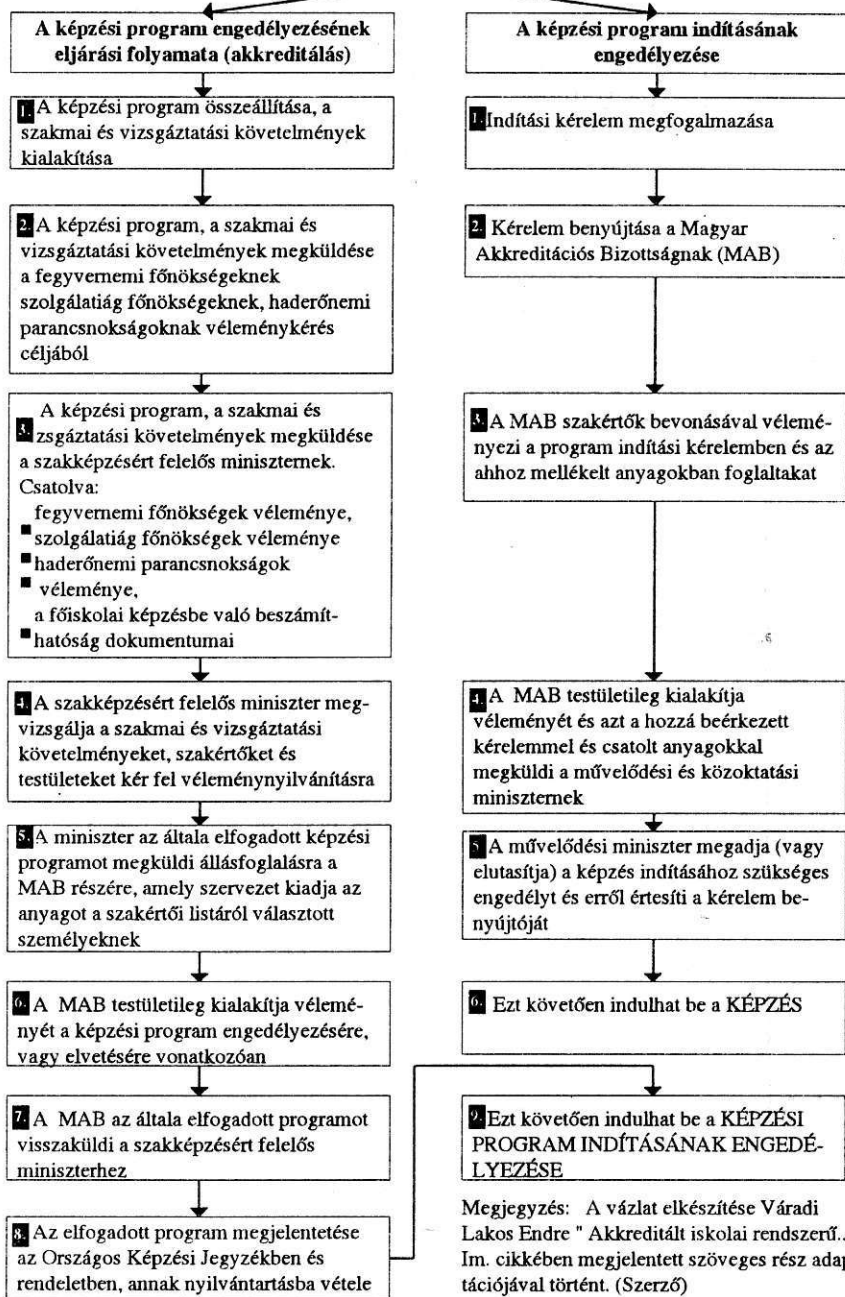 A képzési program engedélyezésének
eljárási folyamata (akkreditálás)
1. A képzési program összeállítása, a
szakmai és vizsgáztatási követelmények
kialakítása
2. A képzési program, a szakmai és
vizsgáztatási követelmények megküldése
a fegyvernemi főnökségeknek
szolgálatiág főnökségeknek, haderőnemi
parancsnokságoknak véleménykérés
céljából
A képzési program, a szakmai és
3. zsgáztatási követelmények megküldése
a szakképzésért felelős miniszternek.
Csatolva:
fegyvernemi főnökségek véleménye,
■ szolgálatiág főnökségek véleménye
■ haderőnemi parancsnokságok
■ véleménye,
a főiskolai képzésbe való beszámít-
■ hatóság dokumentumai
4. A szakképzésért felelős miniszter meg-
vizsgálja a szakmai és vizsgáztatási
követelményeket, szakértőket és
testületeket kér fel véleménynyilvánításra
5. A miniszter az általa elfogadott képzési
programot megküldi állásfoglalásra a
MAB részére, amely szervezet kiadja az
anyagot a szakértői listáról választott
személyeknek
6. A MAB testületileg kialakítja vélemé-
nyét a képzési program engedélyezésére,
vagy elvetésére vonatkozóan
7. A MAB az általa elfogadott programot
visszaküldi a szakképzésért felelős
miniszterhez
8. Az elfogadott program megjelentetése
az Országos Képzési Jegyzékben és
rendeletben, annak nyilvántartásba vétele
A képzési program indításának
engedélyezése
1. Indítási kérelem megfogalmazása
2. Kérelem benyújtása a Magyar
Akkreditációs Bizottságnak (MAB)
3. A MAB szakértők bevonásával vélemé-
nyezi a program indítási kérelemben és az
ahhoz mellékelt anyagokban foglaltakat
4. A MAB testületileg kialakítja
véleményét és azt a hozzá beérkezett
kérelemmel és csatolt anyagokkal
megküldi a művelődési és közoktatási
miniszternek
5. A művelődési miniszter megadja (vagy
elutasítja) a képzés indításához szükséges
engedélyt és erről értesíti a kérelem be-
nyújtóját
6. Ezt követően indulhat be a KÉPZÉS
9. Ezt követően indulhat be a KÉPZÉSI
PROGRAM INDÍTÁSÁNAK ENGEDÉ-
LYEZÉSE
Megjegyzés: A vázlat elkészítése Váradi
Lakos Endre " Akkreditált iskolai rendszerű..
Im. cikkében megjelentett szöveges rész adap
tációjával történt. (Szerző)